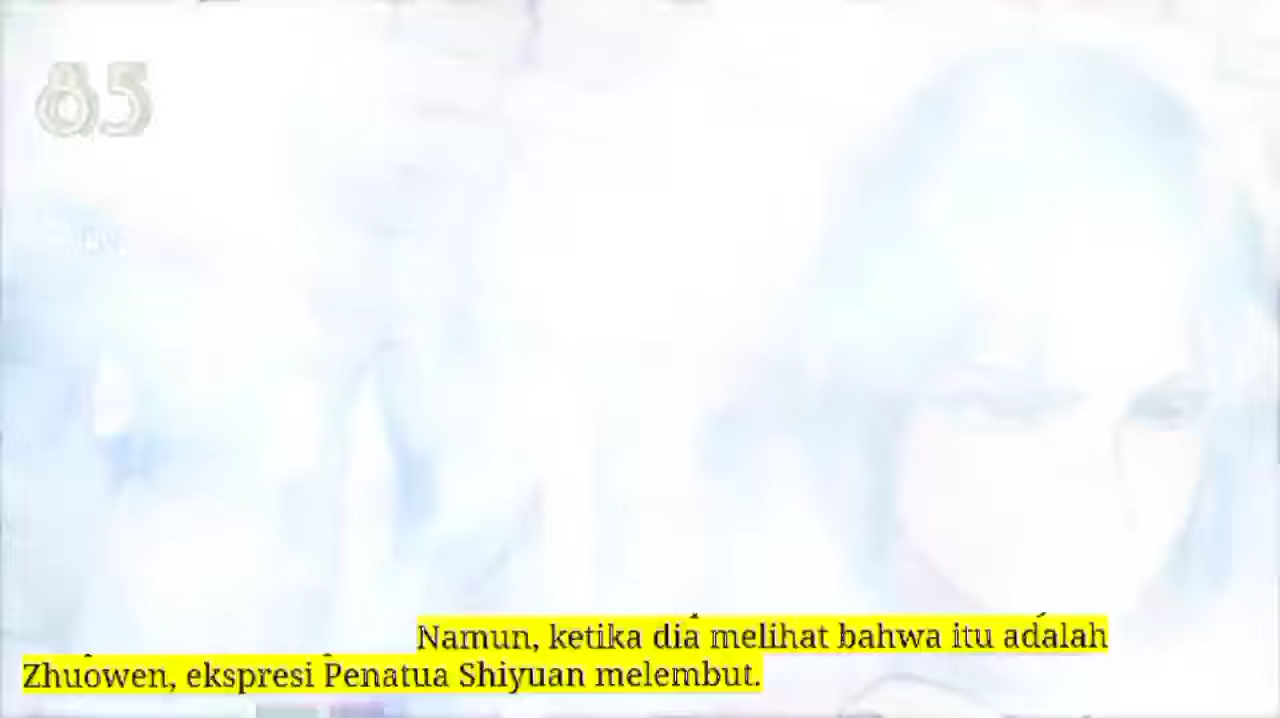 85
Namun, ketika dia melihat bahwa itu adalah
Zhuowen, ekspresi Penatua Shiyuan melembut.